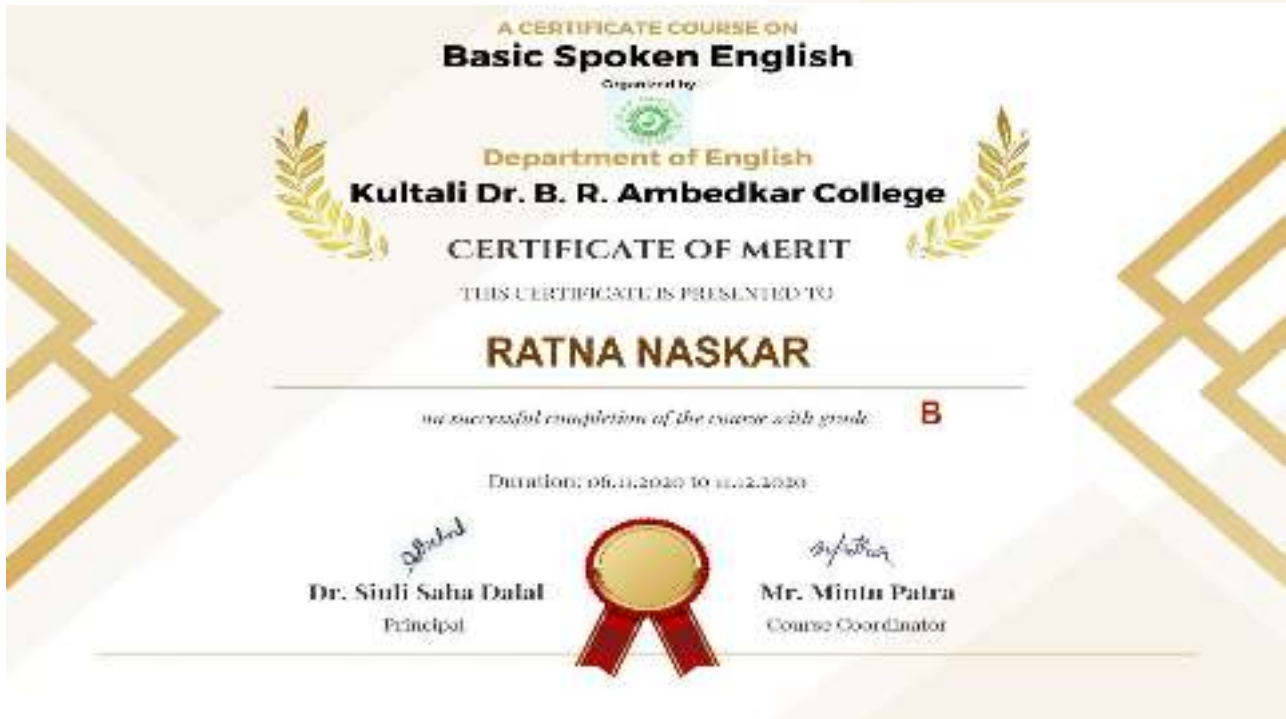 A CERTIFICATE COURSE ON
Basic Spoken English
Organized by
Department of English
Kultali Dr. B. R. Ambedkar College
CERTIFICATE OF MERIT
THIS CERTIFICATE IS PRESENTED TO
RATNA NASKAR
on successful completion of the course with grade B
Duration: 06.11.2020 to 11.12.2020
Dr. Siuli Saha Dalal Mr. Mintu Patra
Principal Course Coordinator